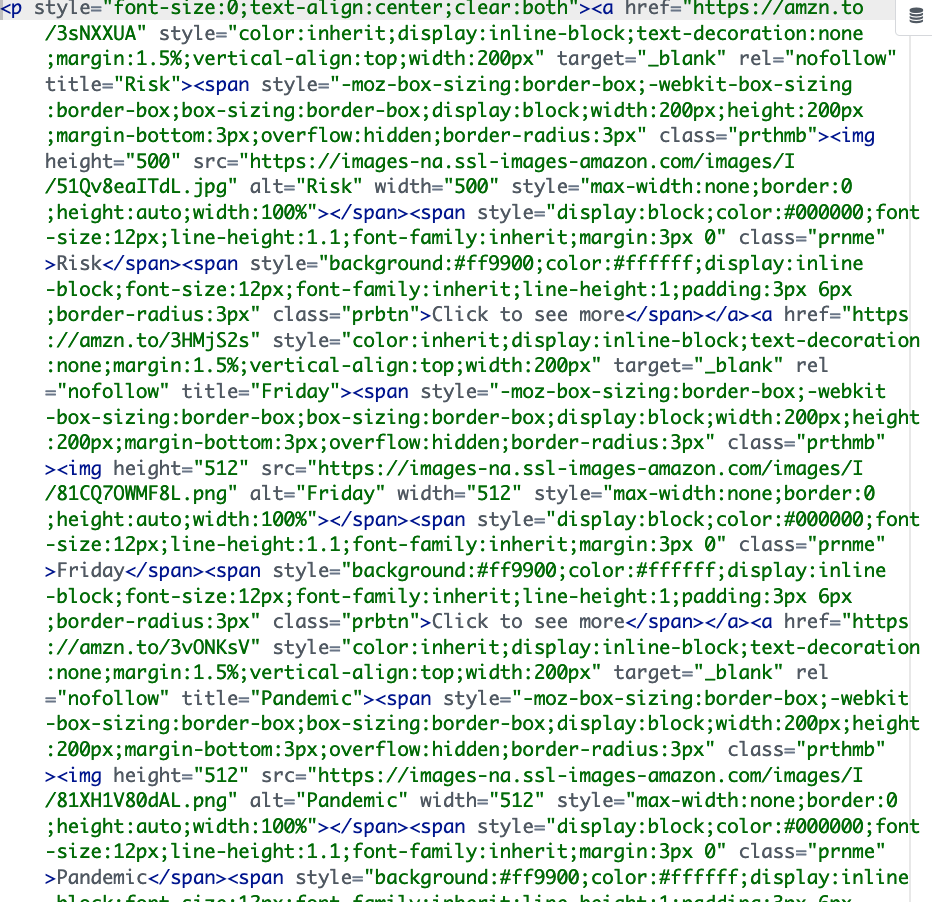 <p style="font-size:0;text-align:center;clear:both"><a href="https://amzn.to
/3sNXXUA" style="color:inherit;display:inline-block;text-decoration:none
;margin:1.5%;vertical-align:top;width:200px" target="_blank" rel="nofollow"
title="Risk"><span style="-moz-box-sizing:border-box;-webkit-box-sizing
:border-box;box-sizing:border-box;display:block;width:200px;height:200px
;margin-bottom:3px;overflow:hidden;border-radius:3px" class="prthmb"><img
height="500" src="https://images-na.ssl-images-amazon.com/images/I
/51Qv8eaITdL.jpg" alt="Risk" width="500" style="max-width:none;border:0
;height:auto;width:100%"></span><span style="display:block;color:#000000;font
-size:12px;line-height:1.1;font-family:inherit;margin:3px 0" class="prnme"
>Risk</span><span style="background:#ff9900;color:#ffffff;display:inline
-block;font-size:12px;font-family:inherit;line-height:1;padding:3px 6px
;border-radius:3px" class="prbtn">Click to see more</span></a><a href="https
://amzn.to/3HMjS2s" style="color:inherit;display:inline-block;text-decoration
:none;margin:1.5%;vertical-align:top;width:200px" target="_blank" rel
="nofollow" title="Friday"><span style="-moz-box-sizing:border-box;-webkit
-box-sizing:border-box;box-sizing:border-box;display:block;width:200px;height
:200px;margin-bottom:3px;overflow:hidden;border-radius:3px" class="prthmb"
><img height="512" src="https://images-na.ssl-images-amazon.com/images/I
/81CQ7OWMF8L.png" alt="Friday" width="512" style="max-width:none;border:0
;height:auto;width:100%"></span><span style="display:block;color:#000000;font
-size:12px;line-height:1.1;font-family:inherit;margin:3px 0" class="prnme"
>Friday</span><span style="background:#ff9900;color:#ffffff;display:inline
-block;font-size:12px;font-family:inherit;line-height:1;padding:3px 6px
;border-radius:3px" class="prbtn">Click to see more</span></a><a href="https
://amzn.to/3vONKsV" style="color:inherit;display:inline-block;text-decoration
:none;margin:1.5%;vertical-align:top;width:200px" target="_blank" rel
="nofollow" title="Pandemic"><span style="-moz-box-sizing:border-box;-webkit
-box-sizing:border-box;box-sizing:border-box;display:block;width:200px;height
:200px;margin-bottom:3px;overflow:hidden;border-radius:3px" class="prthmb"
><img height="512" src="https://images-na.ssl-images-amazon.com/images/I
/81XH1V80dAL.png" alt="Pandemic" width="512" style="max-width:none;border:0
;height:auto;width:100%"></span><span style="display:block;color:#000000;font
-size:12px;line-height:1.1;font-family:inherit;margin:3px 0" class="prnme"
>Pandemic</span><span style="background:#ff9900;color:#ffffff;display:inline
-block;font-size:12px;font-family:inherit;line-height:1;padding:3px 6px